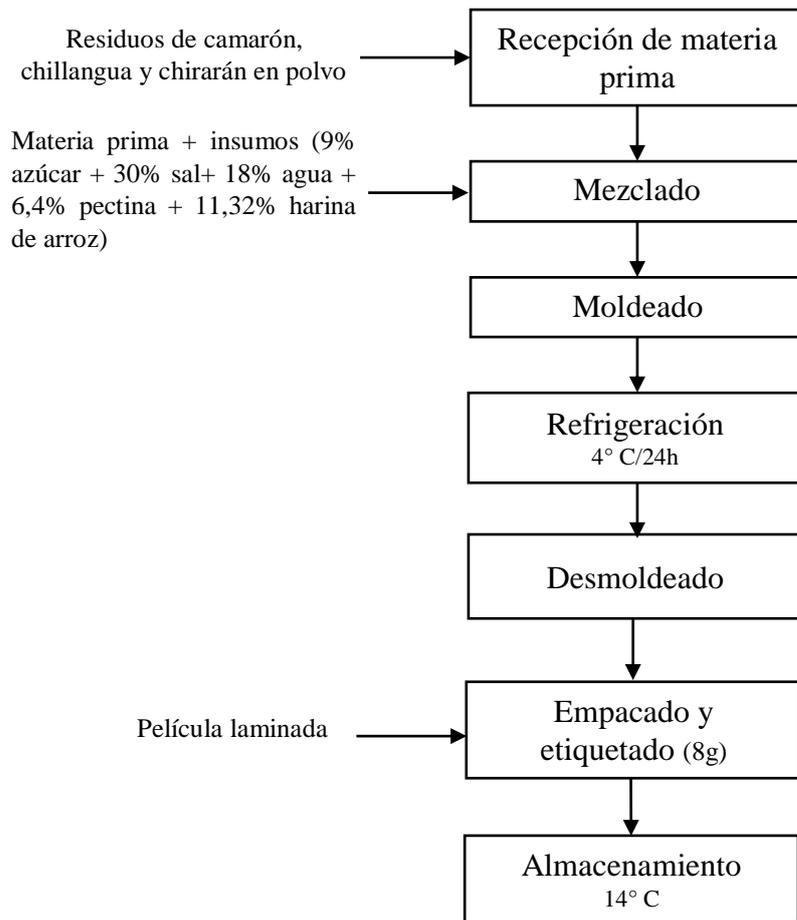 Residuos de camarón,
chillangua y chirarán en polvo
Recepción de materia
prima
Materia prima + insumos (9%
azúcar + 30% sal+ 18% agua +
6,4% pectina + 11,32% harina
de arroz)
Mezclado
Moldeado
Refrigeración
4° C/24h
Desmoldeado
Película laminada
Empacado y
etiquetado (8g)
Almacenamiento
14° C